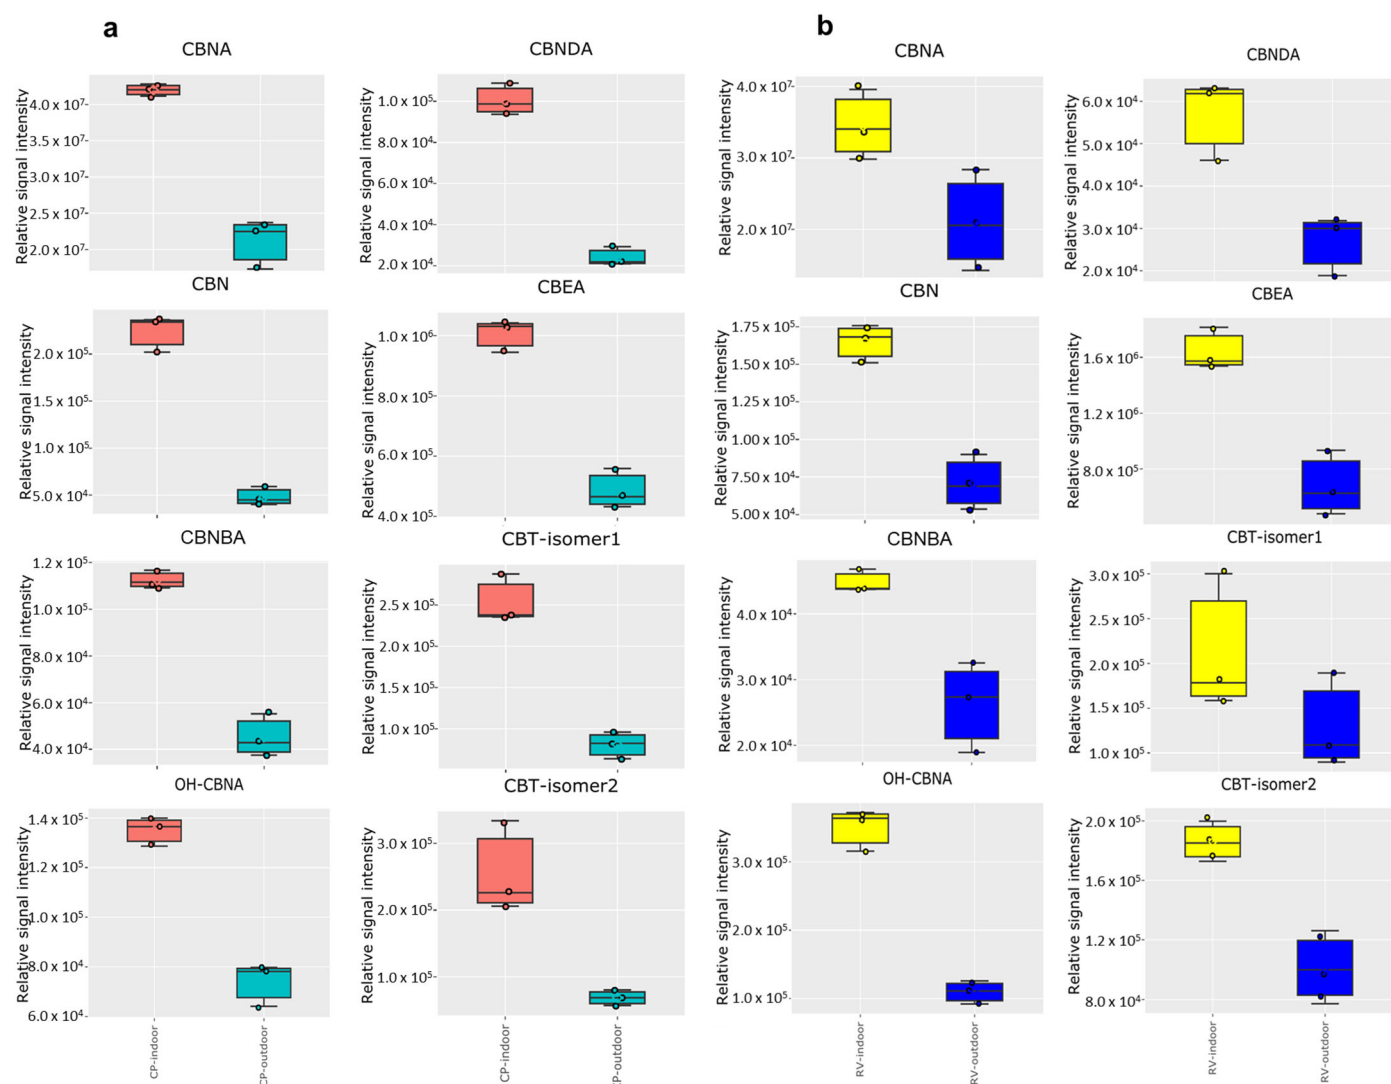 a
CBNA
Relative signal intensity
4.0 x 10⁷
3.5 x 10⁷
3.0 x 10⁷
2.5 x 10⁷
2.0 x 10⁷
CBNDA
Relative signal intensity
1.0 x 10⁵
8.0 x 10⁴
6.0 x 10⁴
4.0 x 10⁴
2.0 x 10⁴
CBN
Relative signal intensity
2.0 x 10⁵
1.5 x 10⁵
1.0 x 10⁵
5.0 x 10⁴
CBEA
Relative signal intensity
1.0 x 10⁶
8.0 x 10⁵
6.0 x 10⁵
4.0 x 10⁵
CBNBA
Relative signal intensity
1.2 x 10⁵
1.0 x 10⁵
8.0 x 10⁴
6.0 x 10⁴
4.0 x 10⁴
CBT-isomer1
Relative signal intensity
2.5 x 10⁵
2.0 x 10⁵
1.5 x 10⁵
1.0 x 10⁵
OH-CBNA
Relative signal intensity
1.4 x 10⁵
1.2 x 10⁵
1.0 x 10⁵
8.0 x 10⁴
6.0 x 10⁴
CP-indoor
CP-outdoor
CBT-isomer2
Relative signal intensity
3.0 x 10⁵
2.0 x 10⁵
1.0 x 10⁵
CP-indoor
CP-outdoor
b
CBNA
Relative signal intensity
4.0 x 10⁷
3.0 x 10⁷
2.0 x 10⁷
CBNDA
Relative signal intensity
6.0 x 10⁴
5.0 x 10⁴
4.0 x 10⁴
3.0 x 10⁴
2.0 x 10⁴
CBN
Relative signal intensity
1.75 x 10⁵
1.50 x 10⁵
1.00 x 10⁵
7.50 x 10⁴
5.00 x 10⁴
CBEA
Relative signal intensity
1.6 x 10⁶
1.2 x 10⁶
8.0 x 10⁵
CBNBA
Relative signal intensity
4.0 x 10⁴
3.0 x 10⁴
2.0 x 10⁴
CBT-isomer1
Relative signal intensity
3.0 x 10⁵
2.5 x 10⁵
2.0 x 10⁵
1.5 x 10⁵
1.0 x 10⁵
OH-CBNA
Relative signal intensity
3.0 x 10⁵
2.0 x 10⁵
1.0 x 10⁵
RV-indoor
RV-outdoor
CBT-isomer2
Relative signal intensity
2.0 x 10⁵
1.6 x 10⁵
1.2 x 10⁵
8.0 x 10⁴
RV-indoor
RV-outdoor